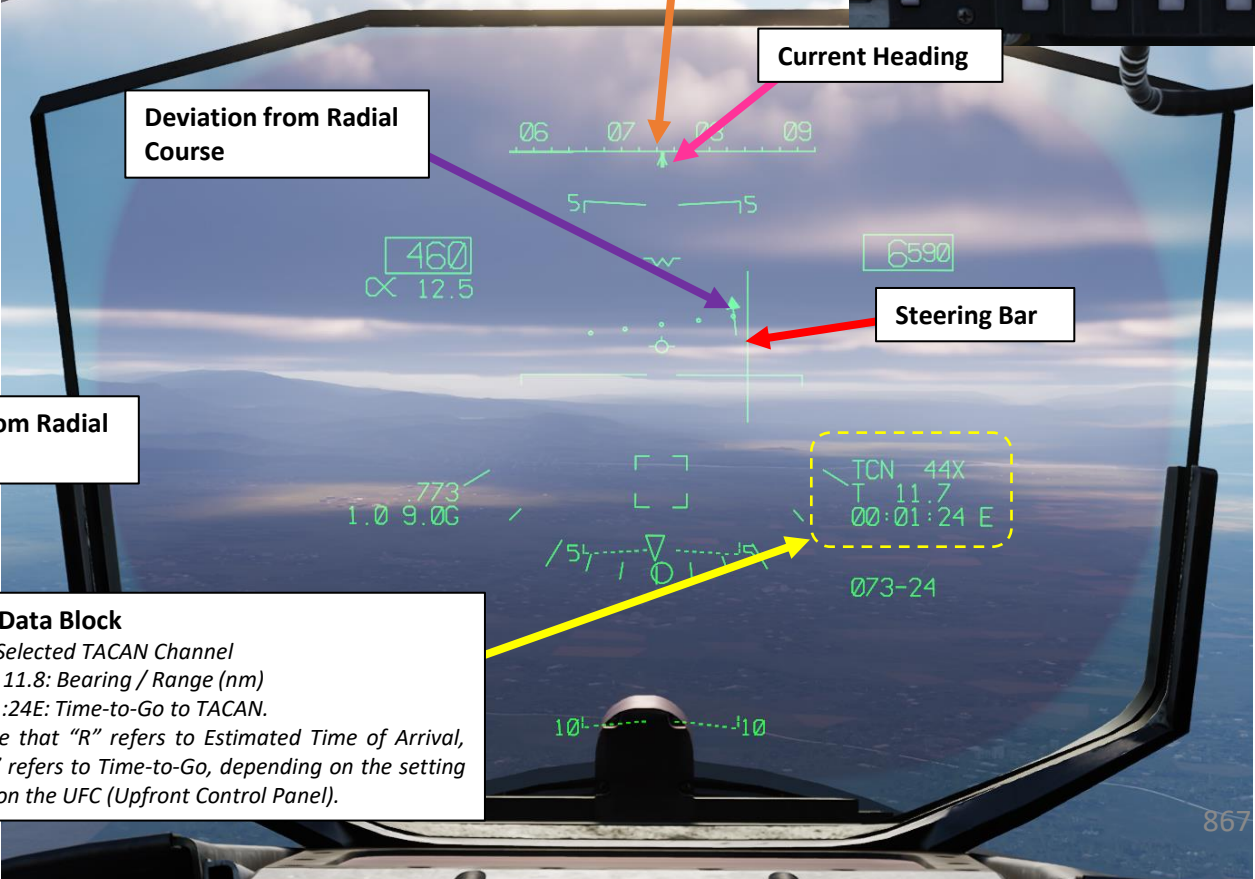 Current Heading
Deviation from Radial
Course
06 07 08 09
5 5
460
6590
α 12.5
Steering Bar
om Radial
TCN 44X
.773
T 11.7
1.0 9.0G
00:01:24 E
5 5
073-24
Data Block
Selected TACAN Channel
11.8: Bearing / Range (nm)
:24E: Time-to-Go to TACAN.
e that “R” refers to Estimated Time of Arrival,
’ refers to Time-to-Go, depending on the setting
on the UFC (Upfront Control Panel).
10 10
867